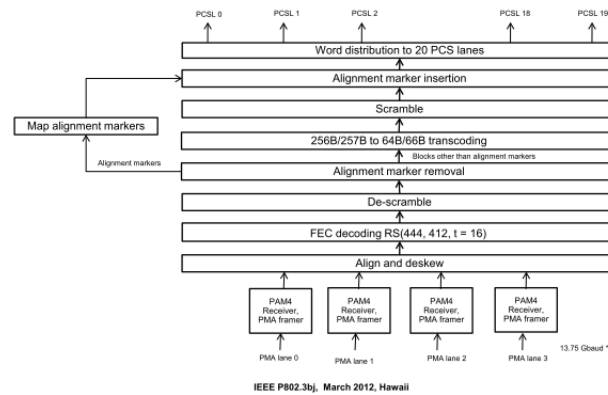 PCSL 0
PCSL 1
PCSL 2
PCSL 18
PCSL 19
Word distribution to 20 PCS lanes
Alignment marker insertion
Scramble
Map alignment markers
256B/257B to 64B/66B transcoding
Alignment markers
Blocks other than alignment markers
Alignment marker removal
De-scramble
FEC decoding RS(444, 412, t = 16)
Align and deskew
PAM4
Receiver,
PMA framer
PAM4
Receiver,
PMA framer
PAM4
Receiver,
PMA framer
PAM4
Receiver,
PMA framer
PMA lane 0
PMA lane 1
PMA lane 2
PMA lane 3
13.75 Gbaud
IEEE P802.3bj, March 2012, Hawaii